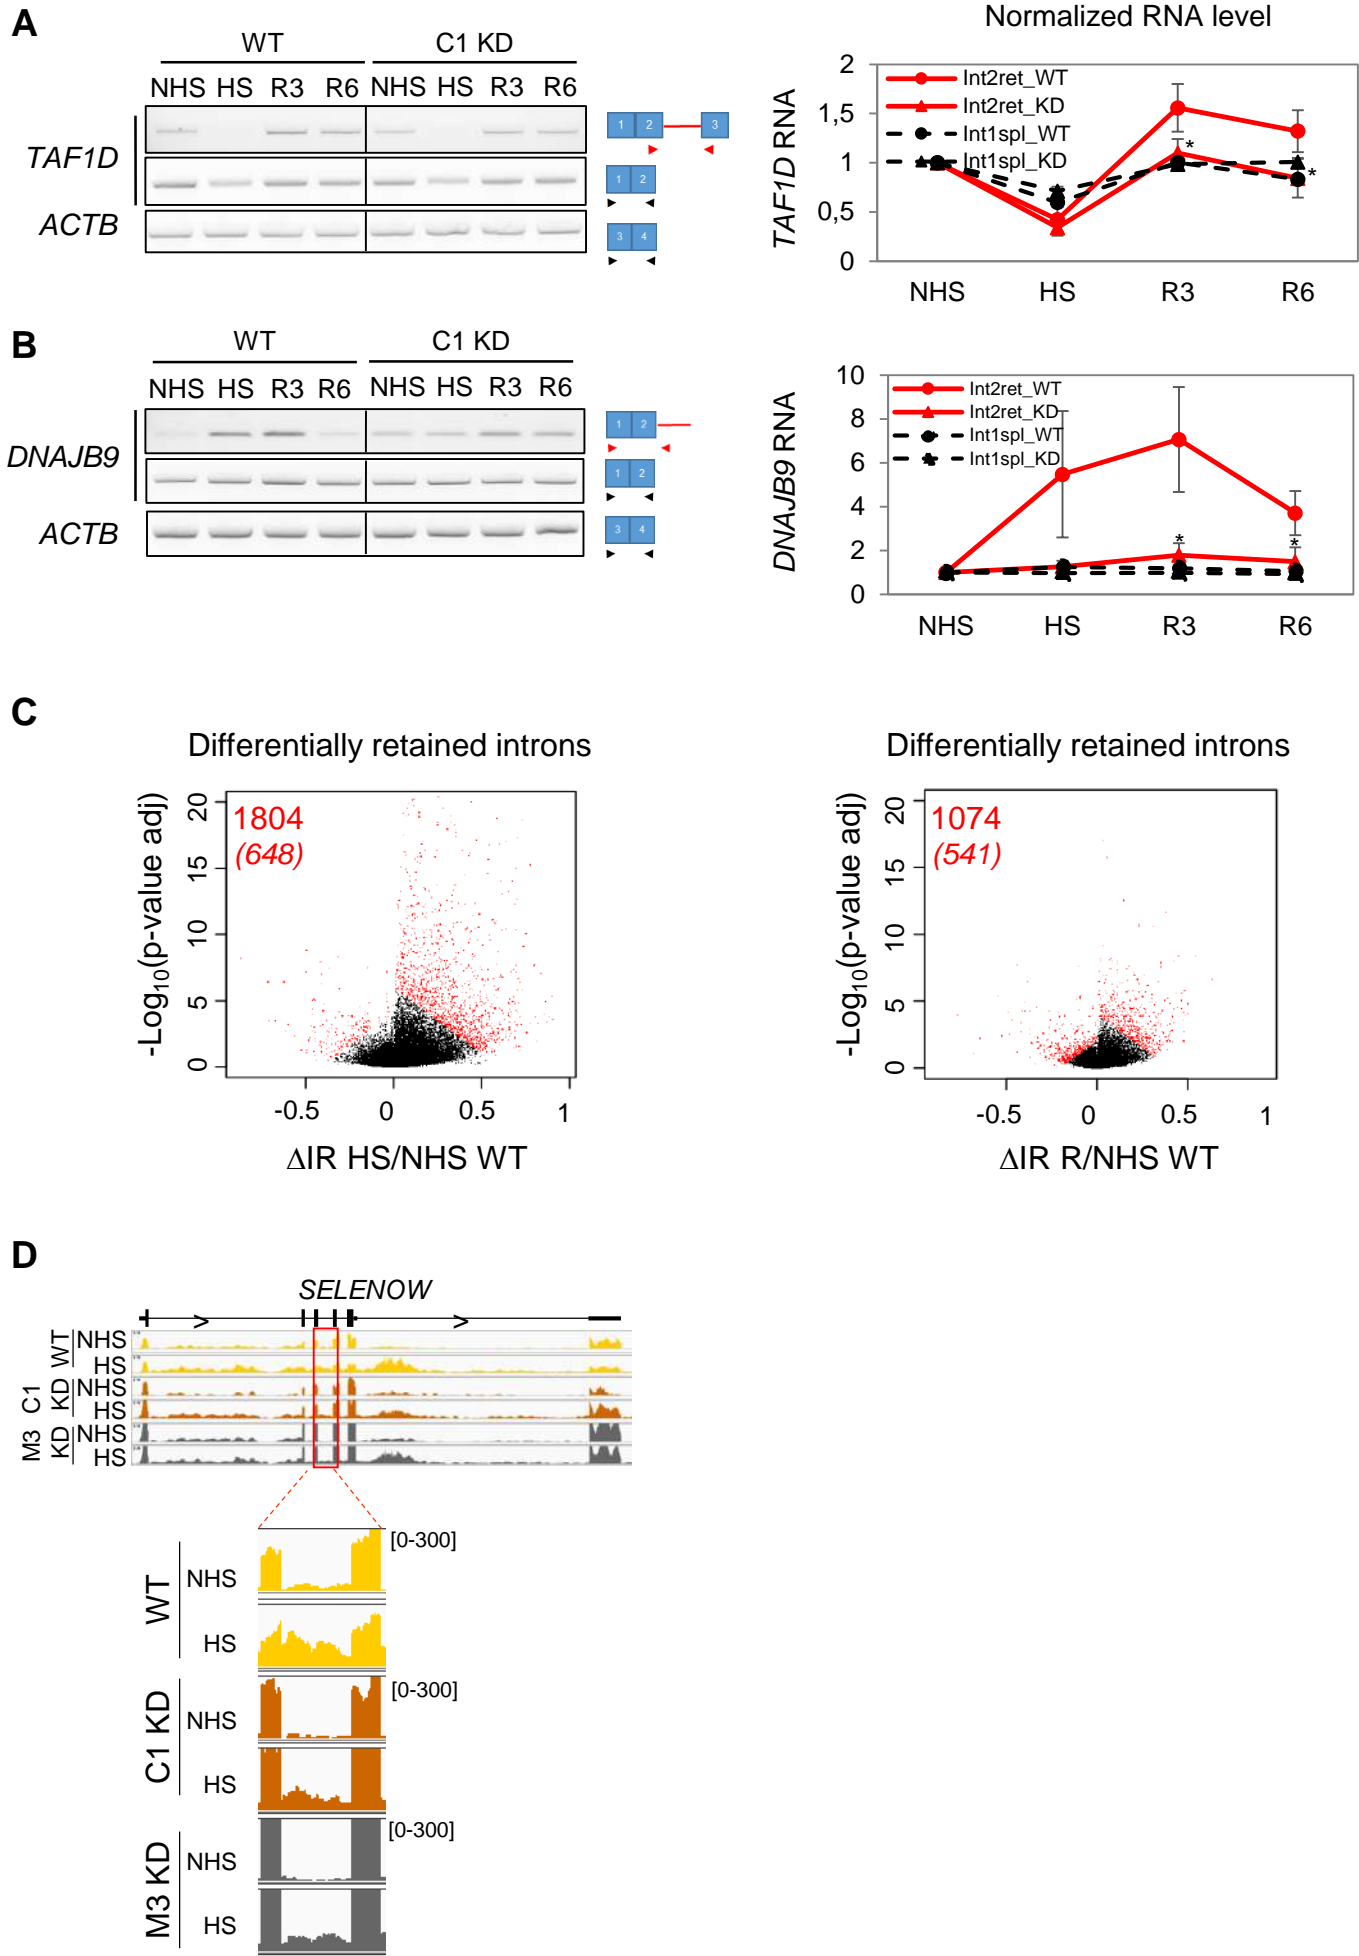 A
WT
C1 KD
NHS HS R3 R6 NHS HS R3 R6
TAF1D
ACTB
1 2 3
1 2
3 4
Normalized RNA level
TAF1D RNA
2
1,5
1
0,5
0
Int2ret_WT
Int2ret_KD
Int1spl_WT
Int1spl_KD
*
*
NHS HS R3 R6
B
WT
C1 KD
NHS HS R3 R6 NHS HS R3 R6
DNAJB9
ACTB
1 2
1 2
3 4
DNAJB9 RNA
10
8
6
4
2
0
Int2ret_WT
Int2ret_KD
Int1spl_WT
Int1spl_KD
* *
NHS HS R3 R6
C
Differentially retained introns
-Log10(p-value adj)
20
15
10
5
0
1804
(648)
-0.5 0 0.5 1
ΔIR HS/NHS WT
Differentially retained introns
-Log10(p-value adj)
20
15
10
5
0
1074
(541)
-0.5 0 0.5 1
ΔIR R/NHS WT
D
SELENOW
WT
NHS
HS
C1 KD
NHS
HS
M3 KD
NHS
HS
WT
NHS
[0-300]
HS
C1 KD
NHS
[0-300]
HS
M3 KD
NHS
[0-300]
HS